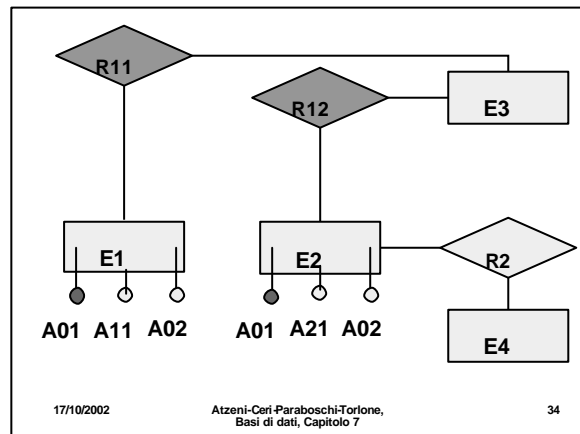 R11
R12
E3
E1
E2
R2
A01 A11 A02
A01 A21 A02
E4
17/10/2002
Atzeni-Ceri-Paraboschi-Torlone,
Basi di dati, Capitolo 7
34